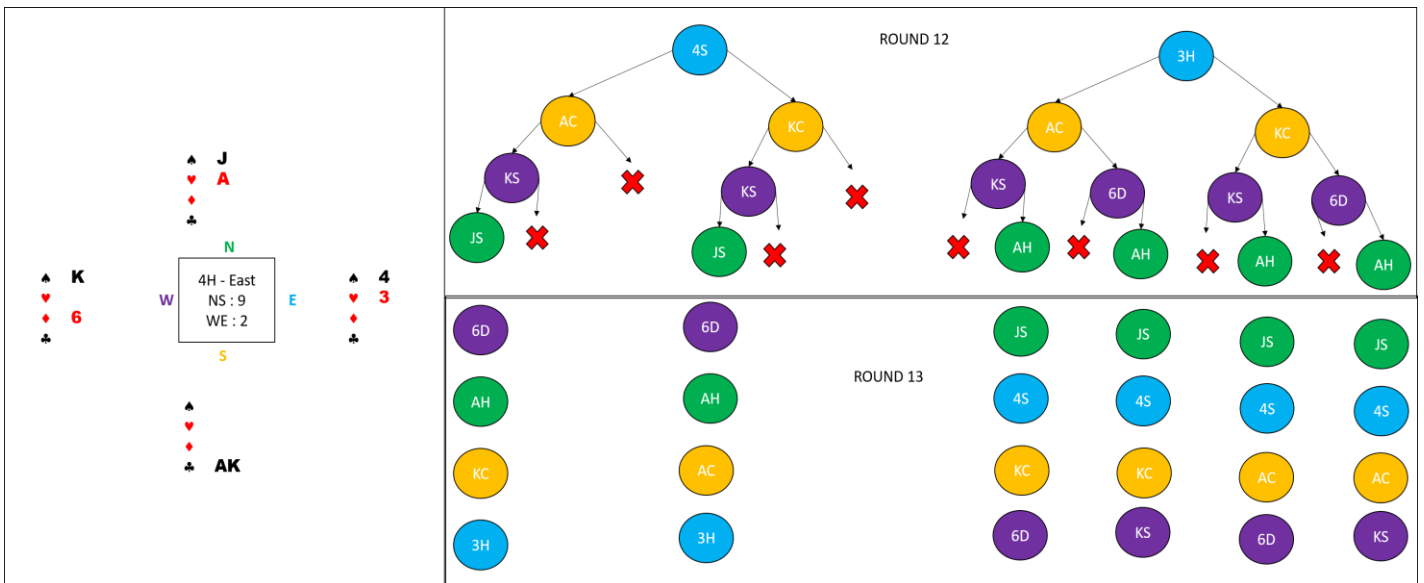 ♠ J
♥ A
♦
♣
N
♠ K
♥
♦ 6
♣
W
4H - East
NS : 9
WE : 2
E
♠ 4
♥ 3
♦
♣
S
♠
♥
♦
♣ AK
ROUND 12
4S
AC KC
KS KS
JS JS
3H
AC KC
KS 6D KS 6D
AH AH AH AH
ROUND 13
6D 6D JS JS JS JS
AH AH 4S 4S 4S 4S
KC AC KC KC AC AC
3H 3H 6D KS 6D KS